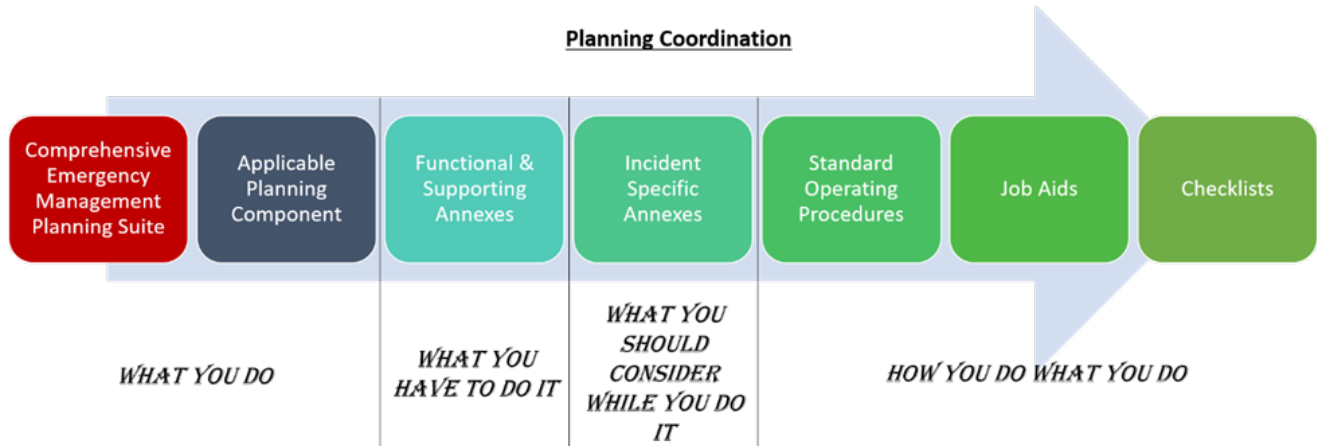 Planning Coordination
Comprehensive
Emergency
Management
Planning Suite
Applicable
Planning
Component
Functional &
Supporting
Annexes
Incident
Specific
Annexes
Standard
Operating
Procedures
Job Aids
Checklists
WHAT YOU DO
WHAT YOU
HAVE TO DO IT
WHAT YOU
SHOULD
CONSIDER
WHILE YOU DO
IT
HOW YOU DO WHAT YOU DO